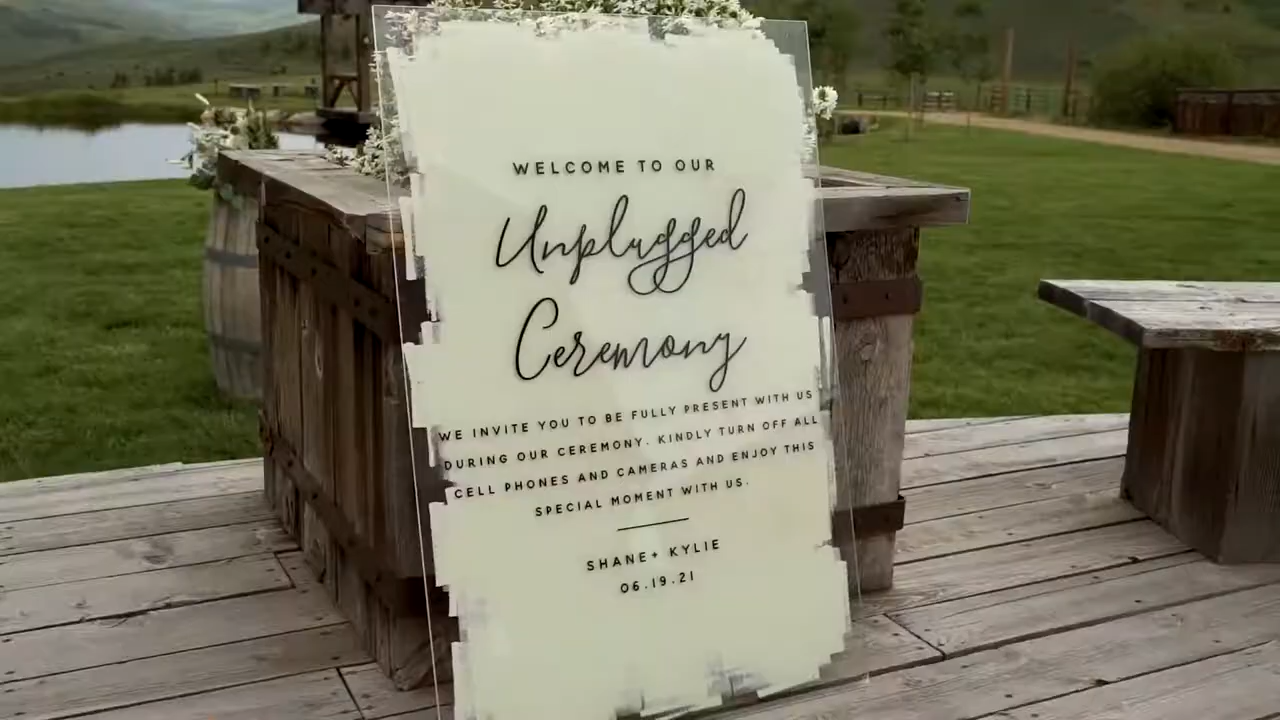 WELCOME TO OUR
Unplugged
Ceremony
WE INVITE YOU TO BE FULLY PRESENT WITH US
DURING OUR CEREMONY. KINDLY TURN OFF ALL
CELL PHONES AND CAMERAS AND ENJOY THIS
SPECIAL MOMENT WITH US.
SHANE+ KYLIE
06.19.21